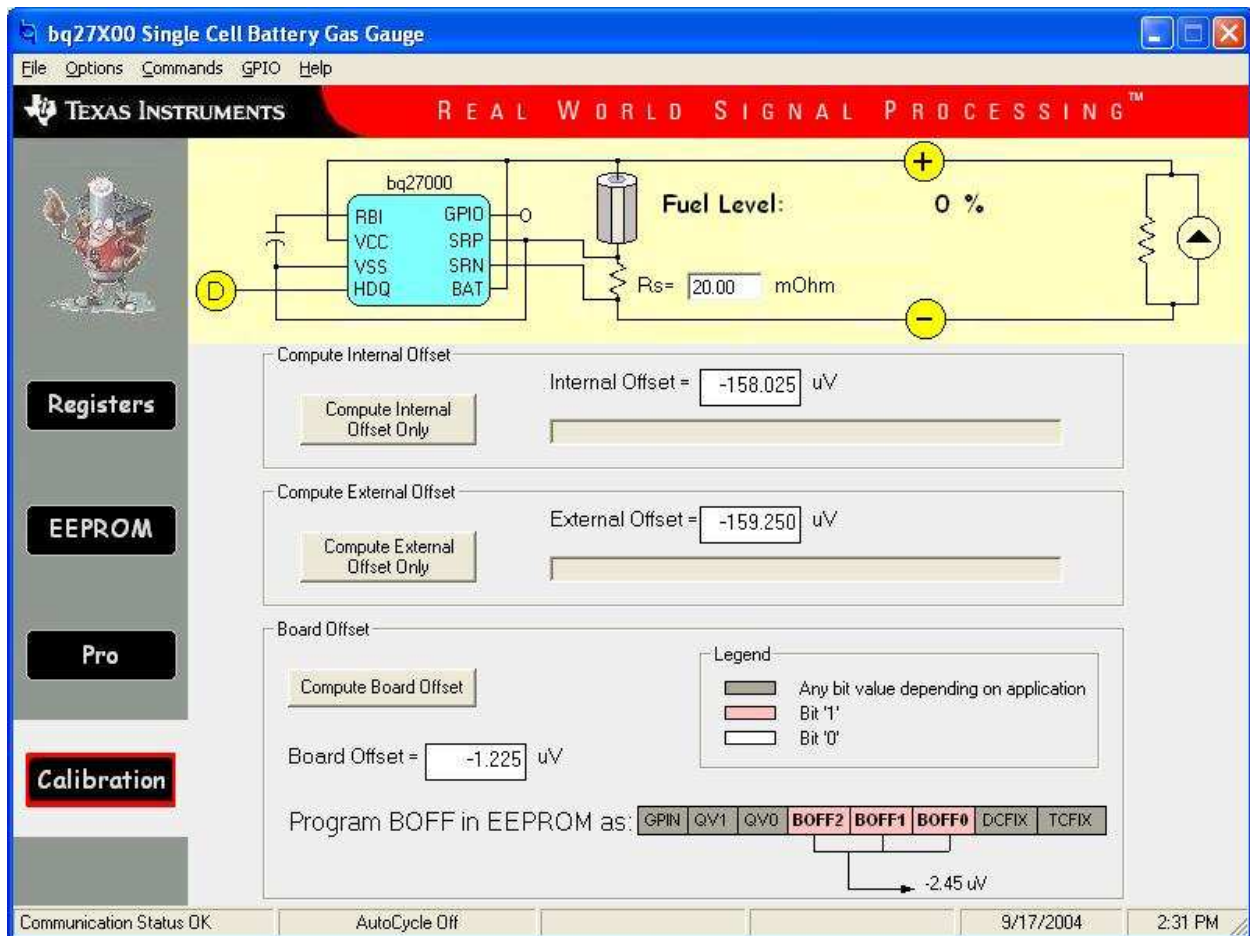 bq27X00 Single Cell Battery Gas Gauge
File Options Commands GPIO Help
TEXAS INSTRUMENTS REAL WORLD SIGNAL PROCESSING™
bq27000
RBI GPIO
VCC SRP
VSS SRN
HDQ BAT
D
+
−
Fuel Level: 0 %
Rs= 20.00 mOhm
Registers
EEPROM
Pro
Calibration
Compute Internal Offset
Compute Internal
Offset Only
Internal Offset = -158.025 uV
Compute External Offset
Compute External
Offset Only
External Offset = -159.250 uV
Board Offset
Compute Board Offset
Legend
Any bit value depending on application
Bit '1'
Bit '0'
Board Offset = -1.225 uV
Program BOFF in EEPROM as: GPIN QV1 QV0 BOFF2 BOFF1 BOFF0 DCFIX TCFIX
-2.45 uV
Communication Status OK AutoCycle Off 9/17/2004 2:31 PM